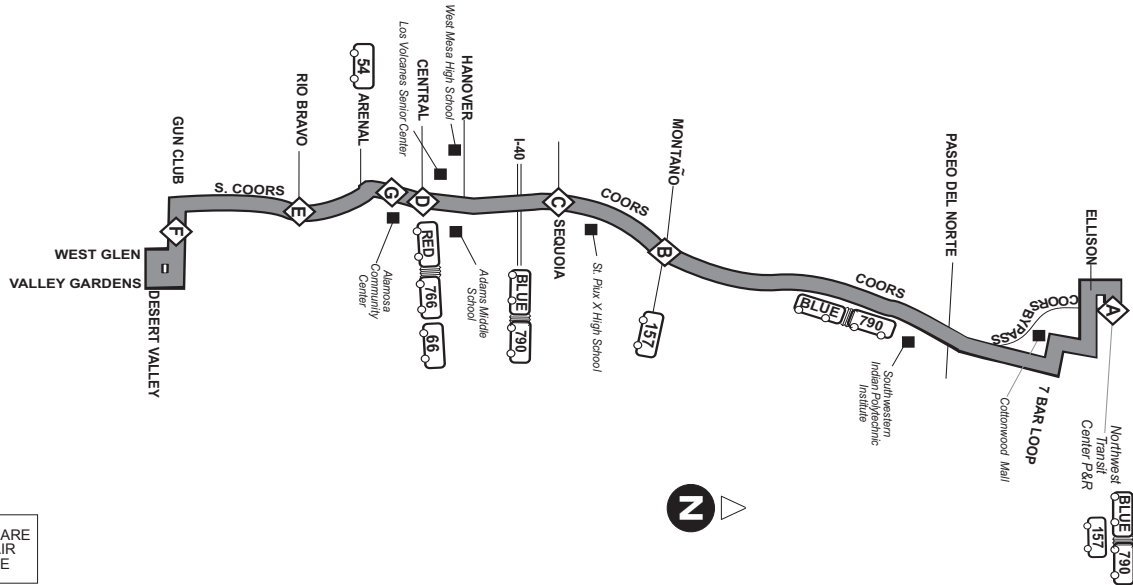 Northwest
Transit
Center P&R
BLUE 790
157
A
ELLISON
COORS BYPASS
Cottonwood Mall
7 BAR LOOP
PASEO DEL NORTE
Southwestern
Indian Polytechnic
Institute
COORS
BLUE 790
MONTAÑO
B
157
COORS
St. Piux X High School
C
SEQUOIA
I-40
BLUE 790
HANOVER
West Mesa High School
Adams Middle
School
CENTRAL
Los Volcanes Senior Center
D
RED 766
66
G
Alamosa
Community
Center
54
ARENAL
RIO BRAVO
E
S. COORS
GUN CLUB
F
WEST GLEN
VALLEY GARDENS
DESERT VALLEY
N
ARE
IR
E